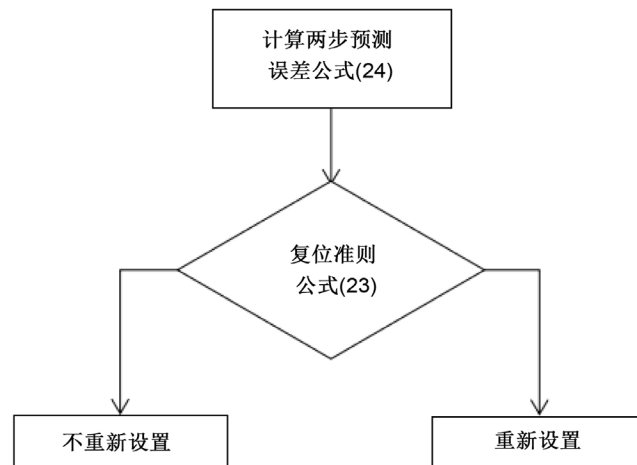 计算两步预测
误差公式(24)
复位准则
公式(23)
不重新设置
重新设置